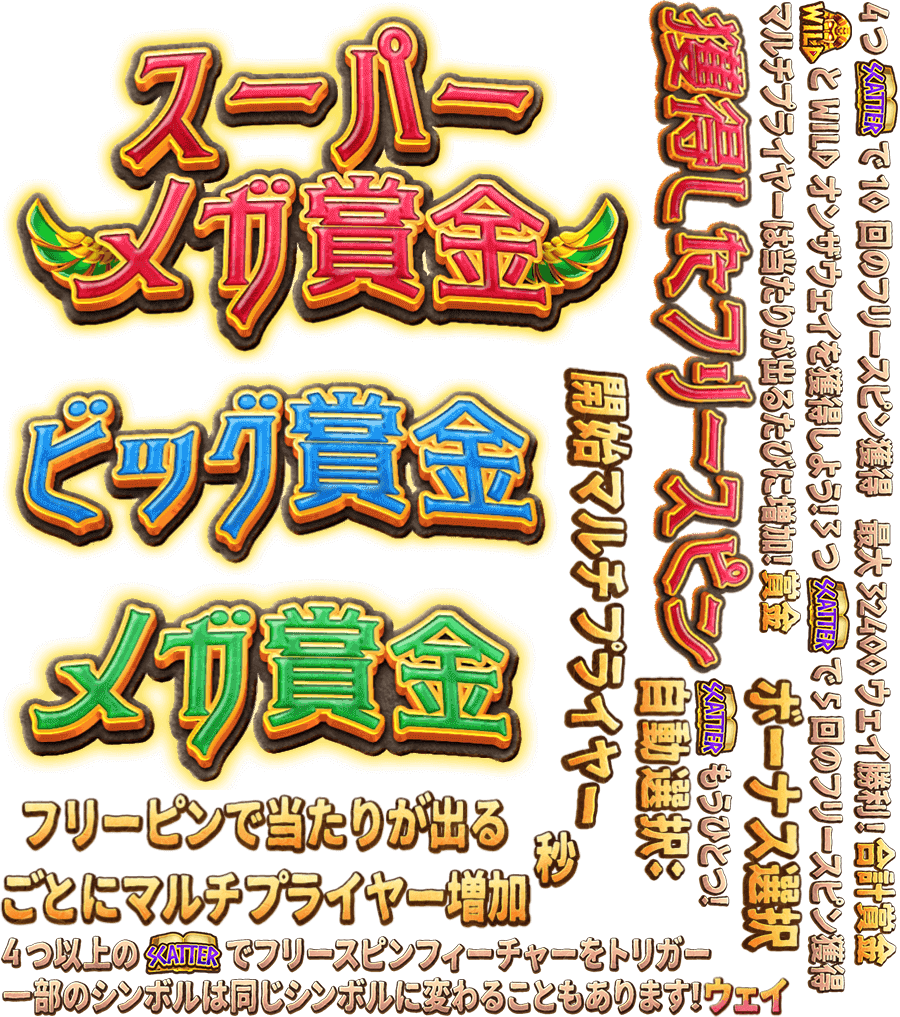 スーパー
メガ賞金
ビッグ賞金
メガ賞金
フリーピンで当たりが出る
ごとにマルチプライヤー増加
秒
4つ以上の SCATTER でフリースピンフィーチャーをトリガー
一部のシンボルは同じシンボルに変わることもあります!
ウェイ
開始マルチプライヤー
獲得したフリースピン
自動選択:
SCATTER もうひとつ!
マルチプライヤーは当たりが出るたびに増加!
賞金
ボーナス選択
WILD と WILD オンザウェイを獲得しよう!
3つ SCATTER で 5 回のフリースピン獲得
4つ SCATTER で 10 回のフリースピン獲得
最大 32400 ウェイ勝利!
合計賞金